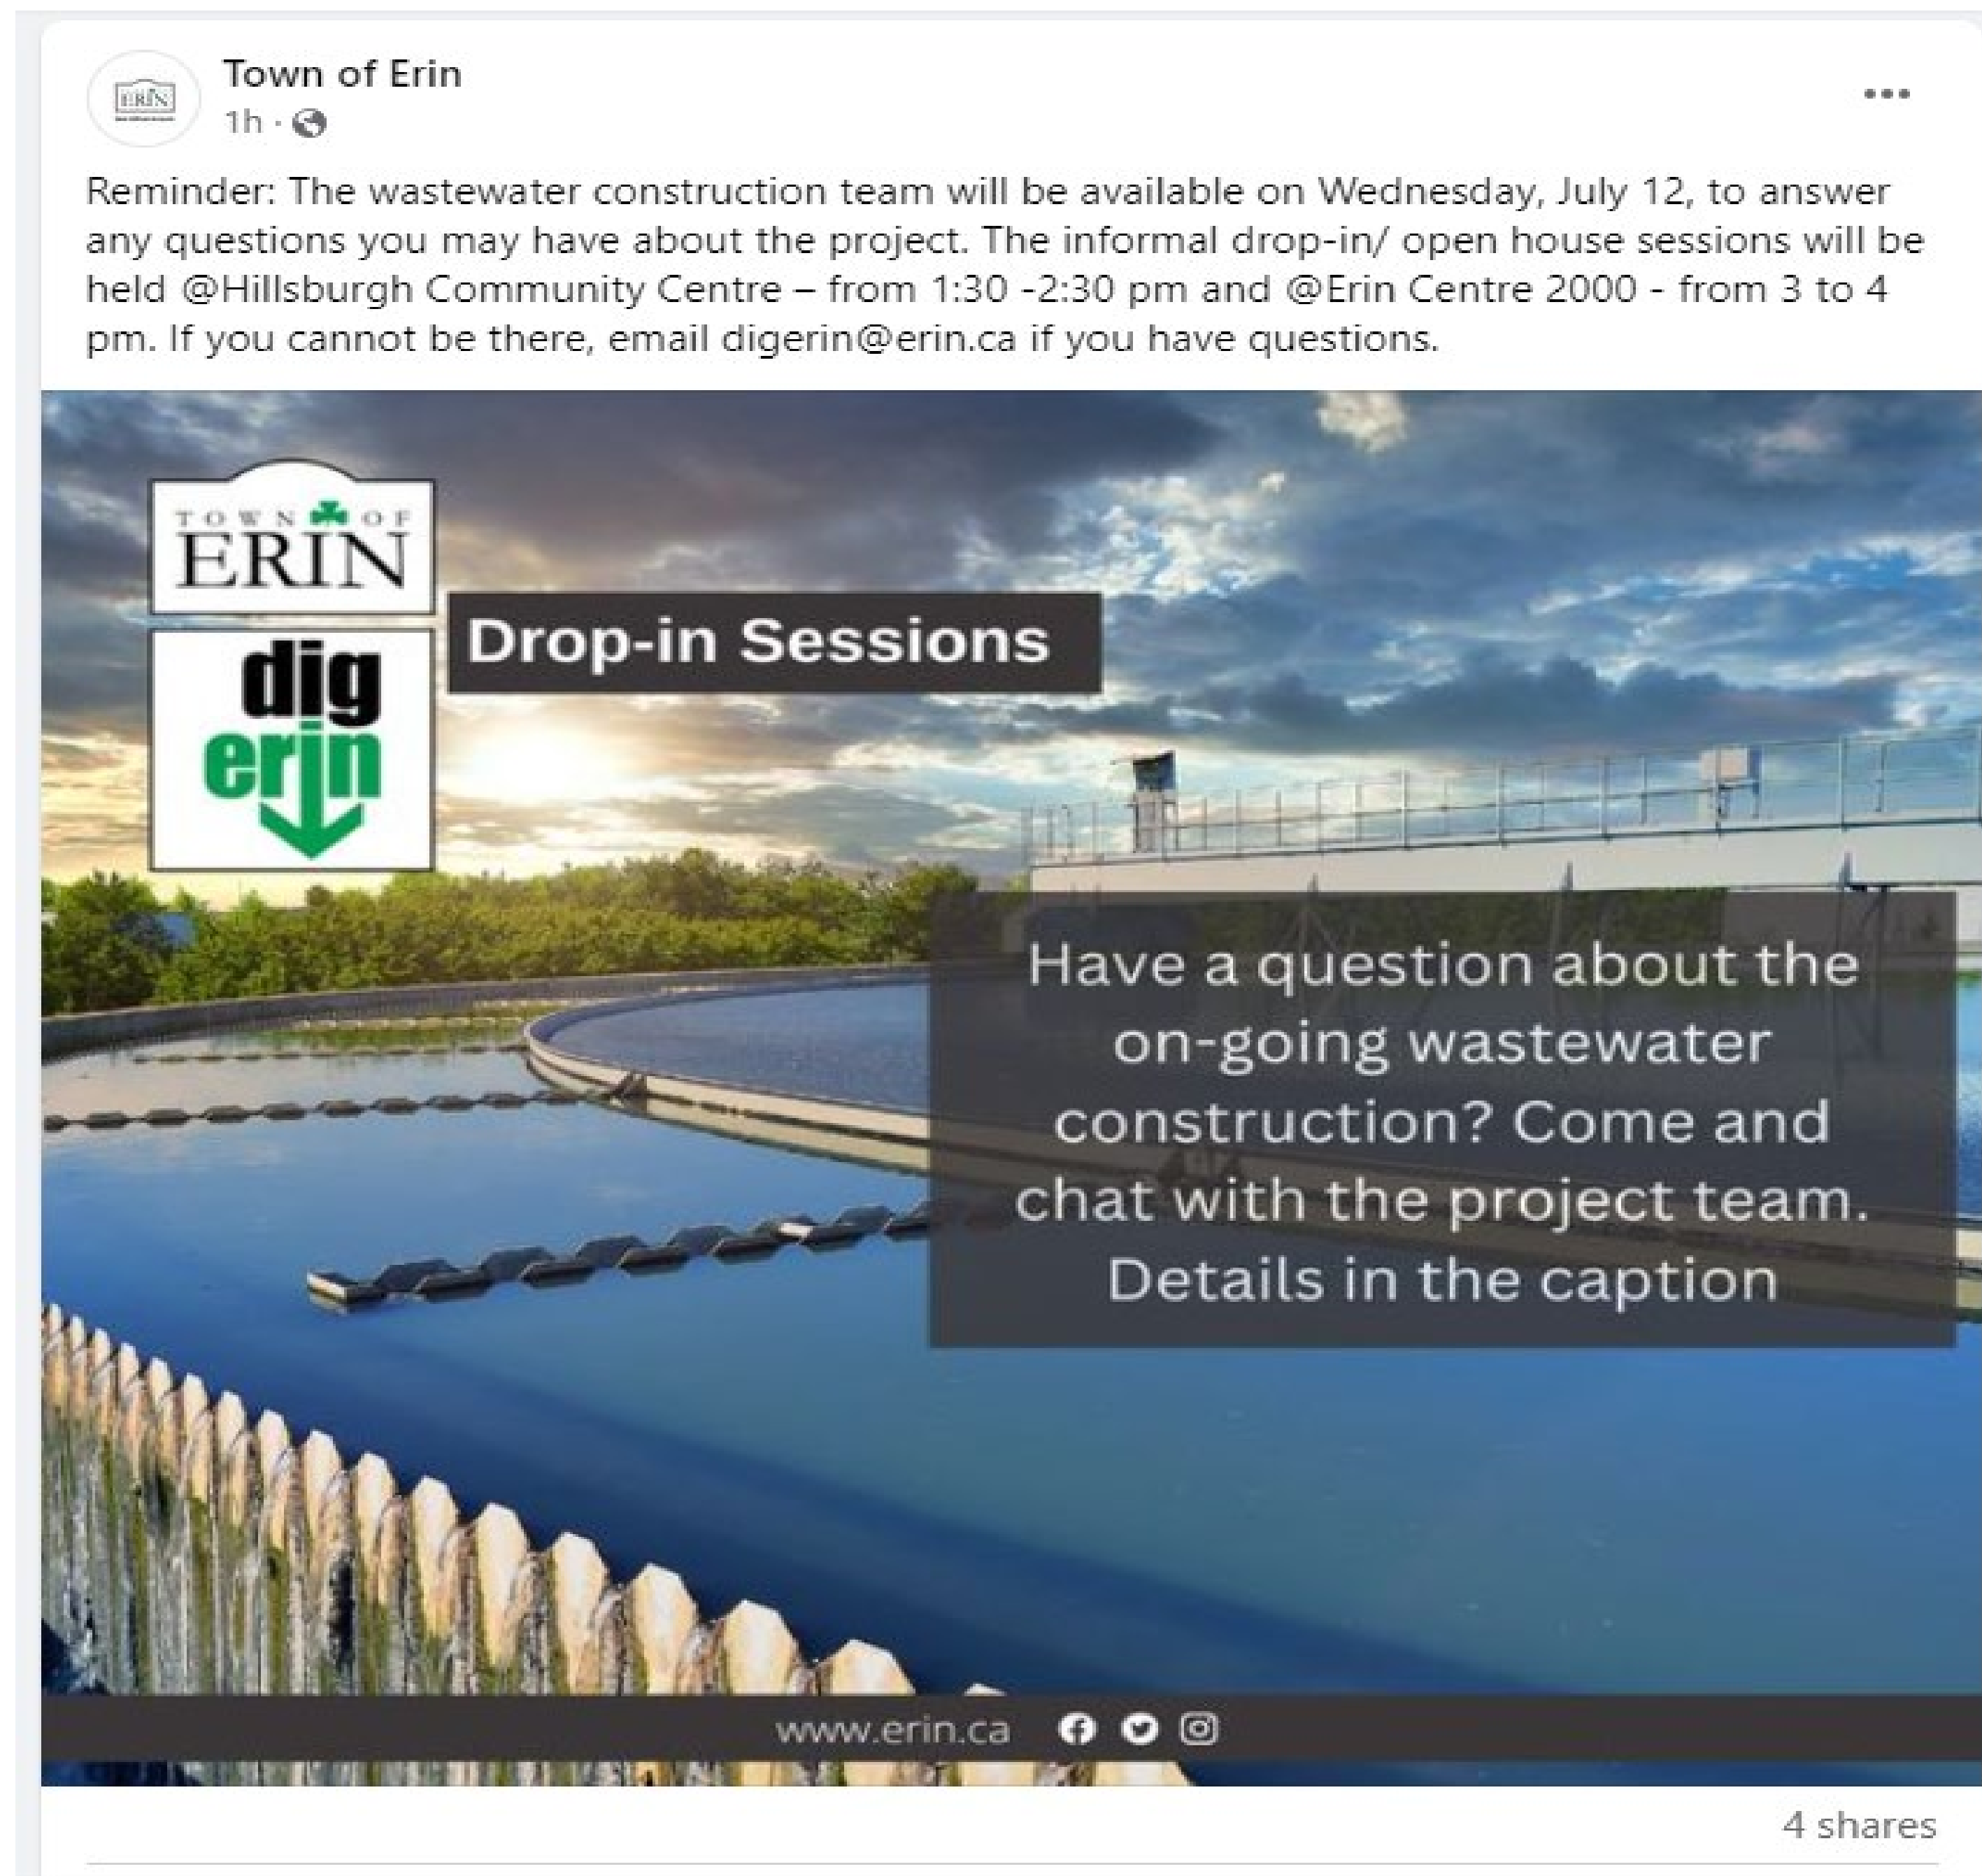 Town of Erin
1h ·
Reminder: The wastewater construction team will be available on Wednesday, July 12, to answer
any questions you may have about the project. The informal drop-in/ open house sessions will be
held @Hillsburgh Community Centre – from 1:30 -2:30 pm and @Erin Centre 2000 - from 3 to 4
pm. If you cannot be there, email digerin@erin.ca if you have questions.
TOWN OF
ERIN
Drop-in Sessions
dig
erin
Have a question about the
on-going wastewater
construction? Come and
chat with the project team.
Details in the caption
www.erin.ca
4 shares